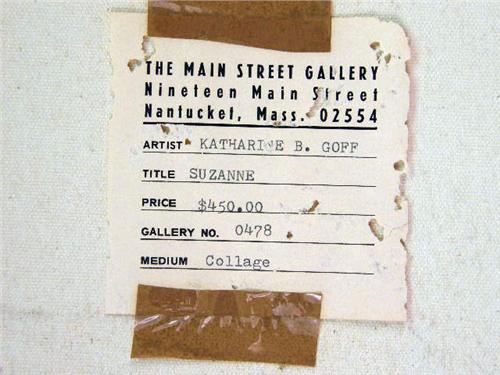 THE MAIN STREET GALLERY
Nineteen Main Street
Nantucket, Mass. 02554
ARTIST KATHARINE B. GOFF
TITLE SUZANNE
PRICE $450.00
GALLERY NO. 0478
MEDIUM Collage